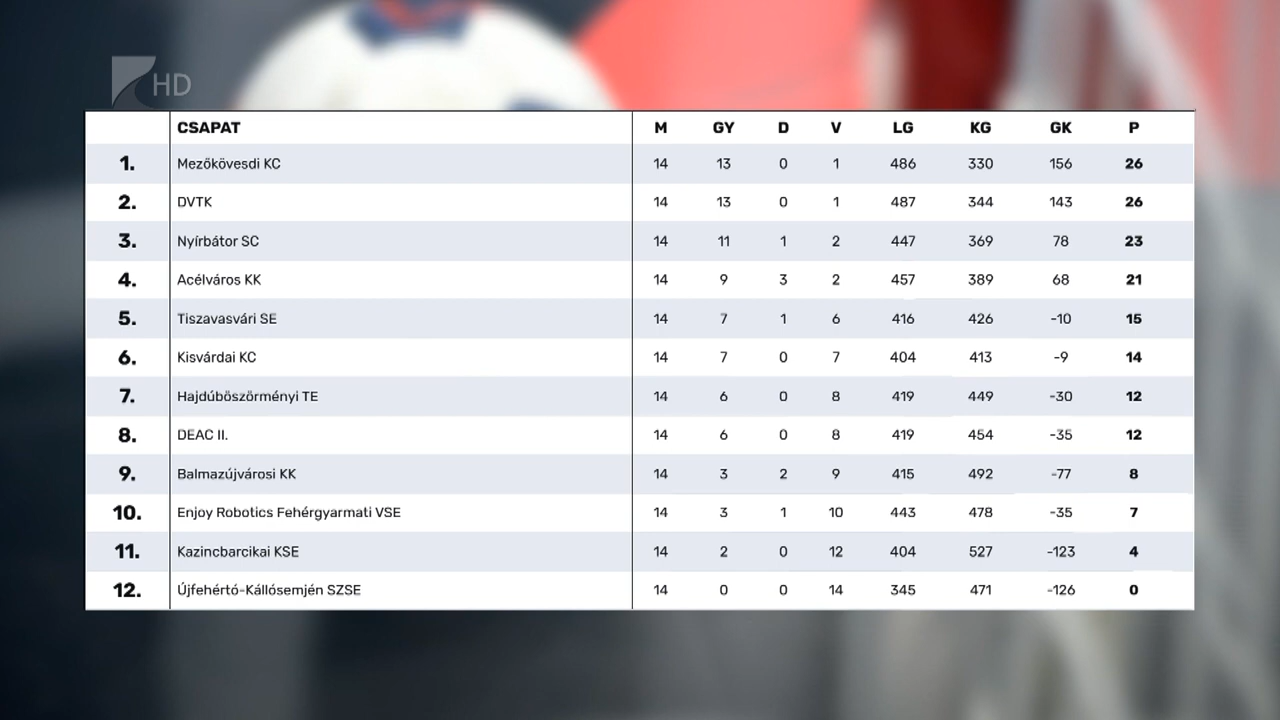 HD
CSAPAT M GY D V LG KG GK P
1. Mezőkövesdi KC 14 13 0 1 486 330 156 26
2. DVTK 14 13 0 1 487 344 143 26
3. Nyírbátor SC 14 11 1 2 447 369 78 23
4. Acélváros KK 14 9 3 2 457 389 68 21
5. Tiszavasvári SE 14 7 1 6 416 426 -10 15
6. Kisvárdai KC 14 7 0 7 404 413 -9 14
7. Hajdúböszörményi TE 14 6 0 8 419 449 -30 12
8. DEAC II. 14 6 0 8 419 454 -35 12
9. Balmazújvárosi KK 14 3 2 9 415 492 -77 8
10. Enjoy Robotics Fehérgyarmati VSE 14 3 1 10 443 478 -35 7
11. Kazincbarcikai KSE 14 2 0 12 404 527 -123 4
12. Újfehértó-Kállósemjén SZSE 14 0 0 14 345 471 -126 0